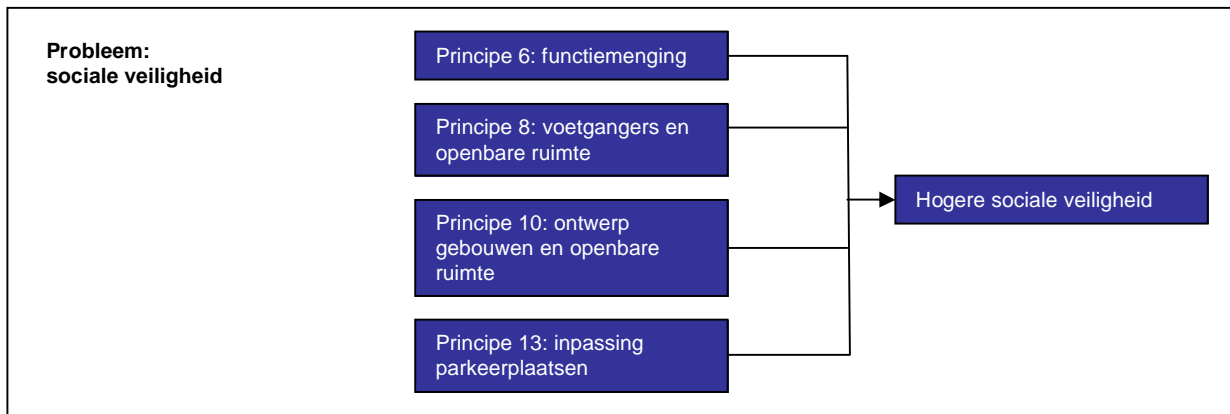 Probleem:
sociale veiligheid
Principe 6: functiemenging
Principe 8: voetgangers en
openbare ruimte
Principe 10: ontwerp
gebouwen en openbare
ruimte
Principe 13: inpassing
parkeerplaatsen
Hogere sociale veiligheid